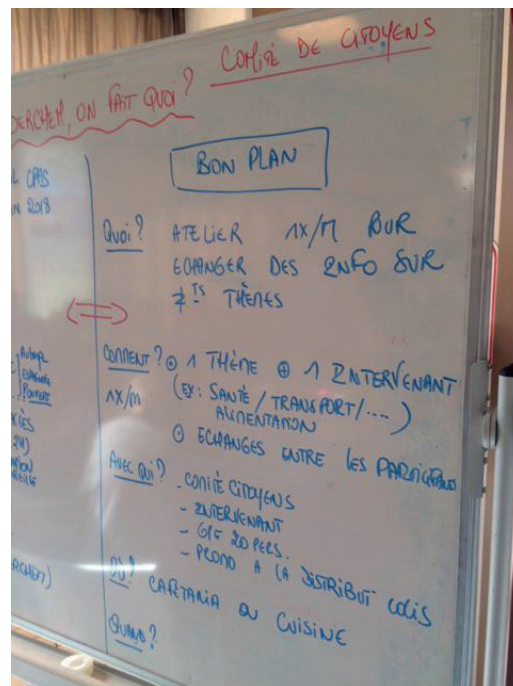 COMITÉ DE CITOYENS
ON FAIT QUOI?
BON PLAN
CPAS
2018
Quoi? ATELIER 1X/M POUR
ECHANGER DES INFO SUR
≠TS THÈMES
COMMENT? ⊕ 1 THÈME ⊕ 1 INTERVENANT
1X/m (EX: SANTÉ / TRANSPORT/....)
ALIMENTATION
⊙ ECHANGES ENTRE LES PARTICIPANTS
AVEC QUI? - COMITÉ CITOYENS
- INTERVENANT
- GPE 20 PERS.
- PROMO A LA DISTRIBUT COLIS
OÙ? CAFETARIA OU CUISINE
QUAND?